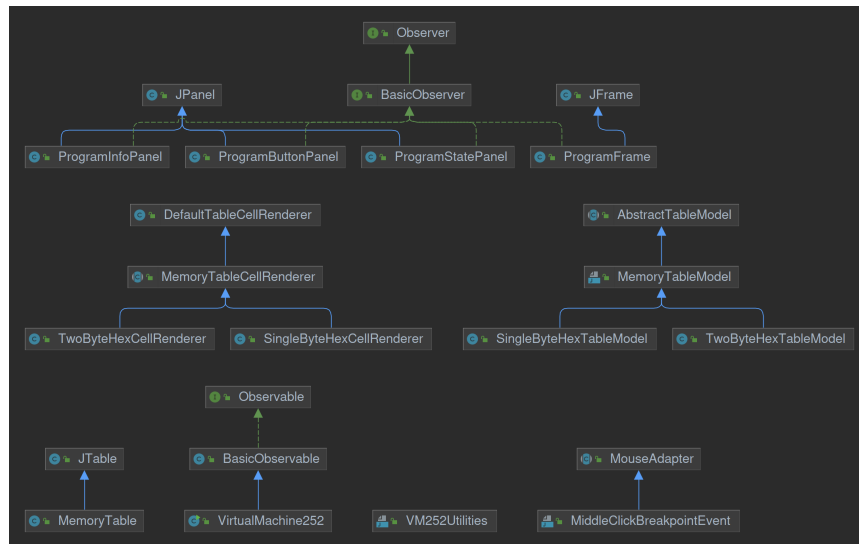 Observer
JPanel BasicObserver JFrame
ProgramInfoPanel ProgramButtonPanel ProgramStatePanel ProgramFrame
DefaultTableCellRenderer AbstractTableModel
MemoryTableCellRenderer MemoryTableModel
TwoByteHexCellRenderer SingleByteHexCellRenderer SingleByteHexTableModel TwoByteHexTableModel
Observable
JTable BasicObservable MouseAdapter
MemoryTable VirtualMachine252 VM252Utilities MiddleClickBreakpointEvent